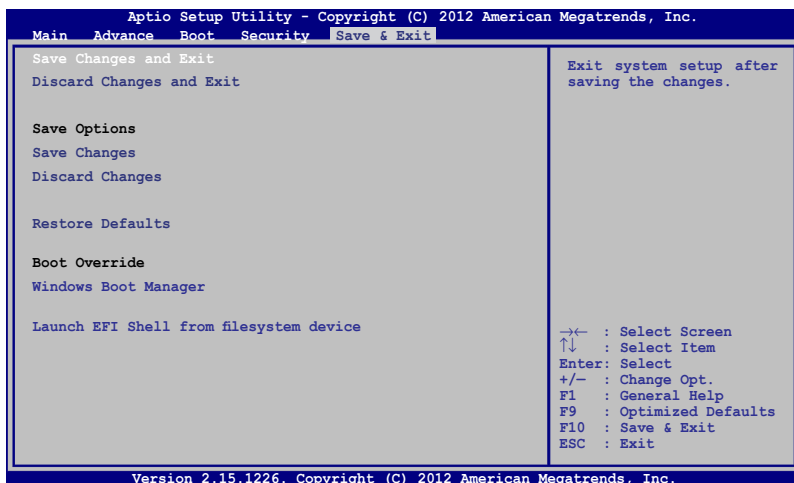 Aptio Setup Utility - Copyright (C) 2012 American Megatrends, Inc.
Main Advance Boot Security Save & Exit
Save Changes and Exit
Discard Changes and Exit
Save Options
Save Changes
Discard Changes
Restore Defaults
Boot Override
Windows Boot Manager
Launch EFI Shell from filesystem device
Exit system setup after
saving the changes.
→← : Select Screen
↑↓ : Select Item
Enter: Select
+/— : Change Opt.
F1 : General Help
F9 : Optimized Defaults
F10 : Save & Exit
ESC : Exit
Version 2.15.1226. Copyright (C) 2012 American Megatrends, Inc.